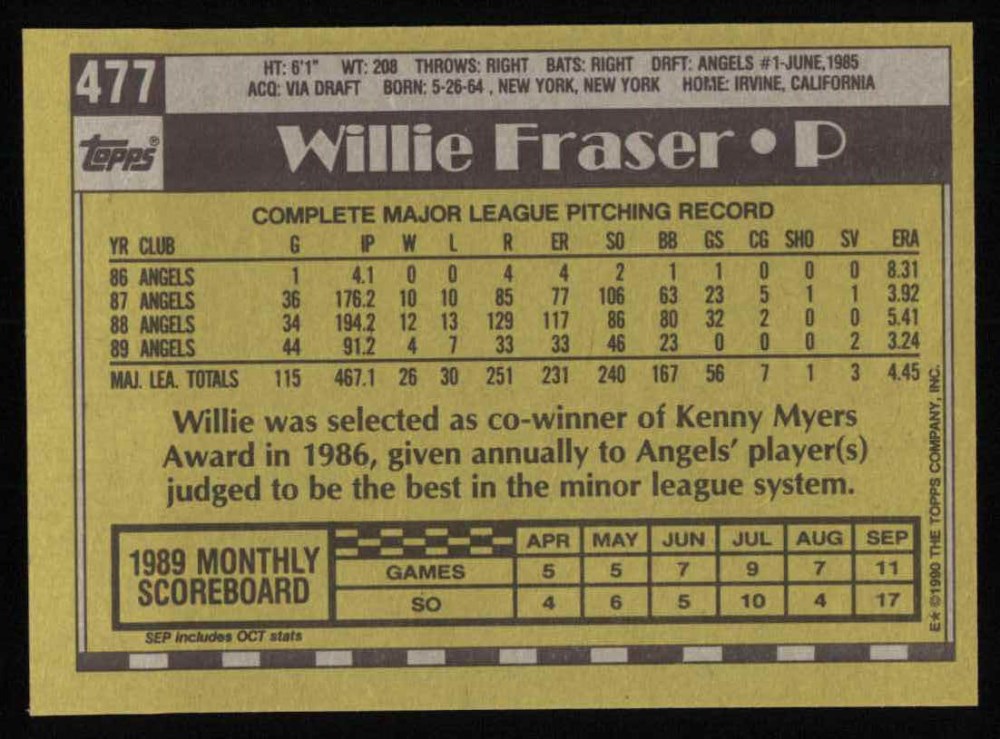 477
HT: 6'1" WT: 208 THROWS: RIGHT BATS: RIGHT DRFT: ANGELS #1-JUNE, 1985
ACQ: VIA DRAFT BORN: 5-26-64, NEW YORK, NEW YORK HOME: IRVINE, CALIFORNIA
Topps®
Willie Fraser • P
COMPLETE MAJOR LEAGUE PITCHING RECORD
YR CLUB G IP W L R ER SO BB GS CG SHO SV ERA
86 ANGELS 1 4.1 0 0 4 4 2 1 1 0 0 0 8.31
87 ANGELS 36 176.2 10 10 85 77 106 63 23 5 1 1 3.92
88 ANGELS 34 194.2 12 13 129 117 86 80 32 2 0 0 5.41
89 ANGELS 44 91.2 4 7 33 33 46 23 0 0 0 2 3.24
MAJ. LEA. TOTALS 115 467.1 26 30 251 231 240 167 56 7 1 3 4.45
Willie was selected as co-winner of Kenny Myers
Award in 1986, given annually to Angels' player(s)
judged to be the best in the minor league system.
1989 MONTHLY
SCOREBOARD
APR MAY JUN JUL AUG SEP
GAMES 5 5 7 9 7 11
SO 4 6 5 10 4 17
SEP includes OCT stats
E* ©1990 THE TOPPS COMPANY, INC.